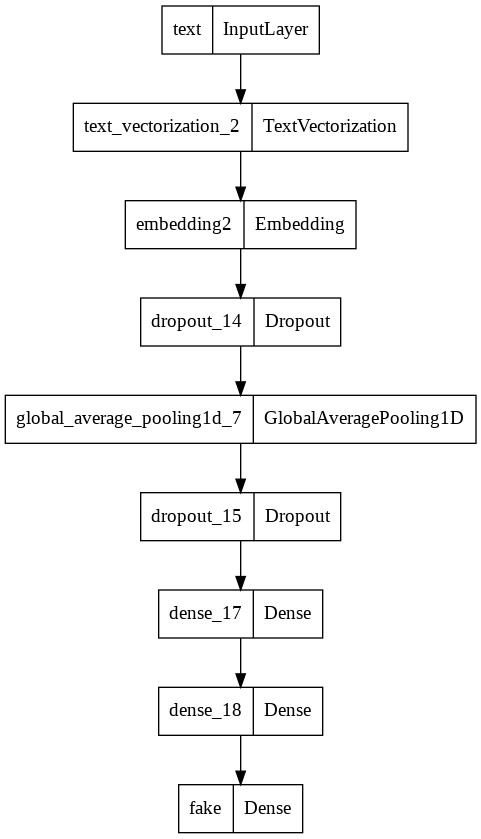 text InputLayer
text_vectorization_2 TextVectorization
embedding2 Embedding
dropout_14 Dropout
global_average_pooling1d_7 GlobalAveragePooling1D
dropout_15 Dropout
dense_17 Dense
dense_18 Dense
fake Dense